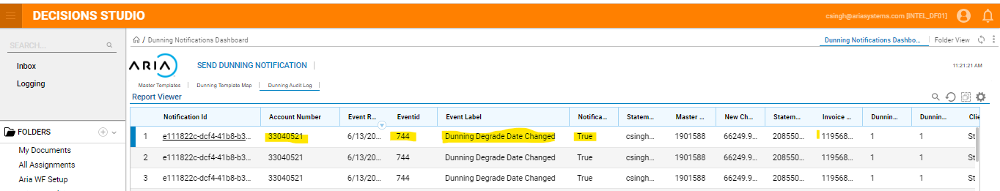 DECISIONS STUDIO
csingh@ariasystems.com [INTEL_DF01]
SEARCH...
Inbox
Logging
FOLDERS
My Documents
All Assignments
Aria WF Setup
/ Dunning Notifications Dashboard
Dunning Notifications Dashbo...
Folder View
ARIA
SEND DUNNING NOTIFICATION
11:21:21 AM
Master Templates
Dunning Template Map
Dunning Audit Log
Report Viewer
Notification Id Account Number Event R... Eventid Event Label Notifica... Statem... Master ... New Ch... Statem... Invoice ... Dunnin... Dunnin... Clie
1 e111822c-dcf4-41b8-b3... 33040521 6/13/20... 744 Dunning Degrade Date Changed True csingh... 1901588 66249.9... 208550... 119568... 1 1 St
2 e111822c-dcf4-41b8-b3... 33040521 6/13/20... 744 Dunning Degrade Date Changed True csingh... 1901588 66249.9... 208550... 119568... 1 1 St
3 e111822c-dcf4-41b8-b3... 33040521 6/13/20... 744 Dunning Degrade Date Changed True csingh... 1901588 66249.9... 208550... 119568... 1 1 St